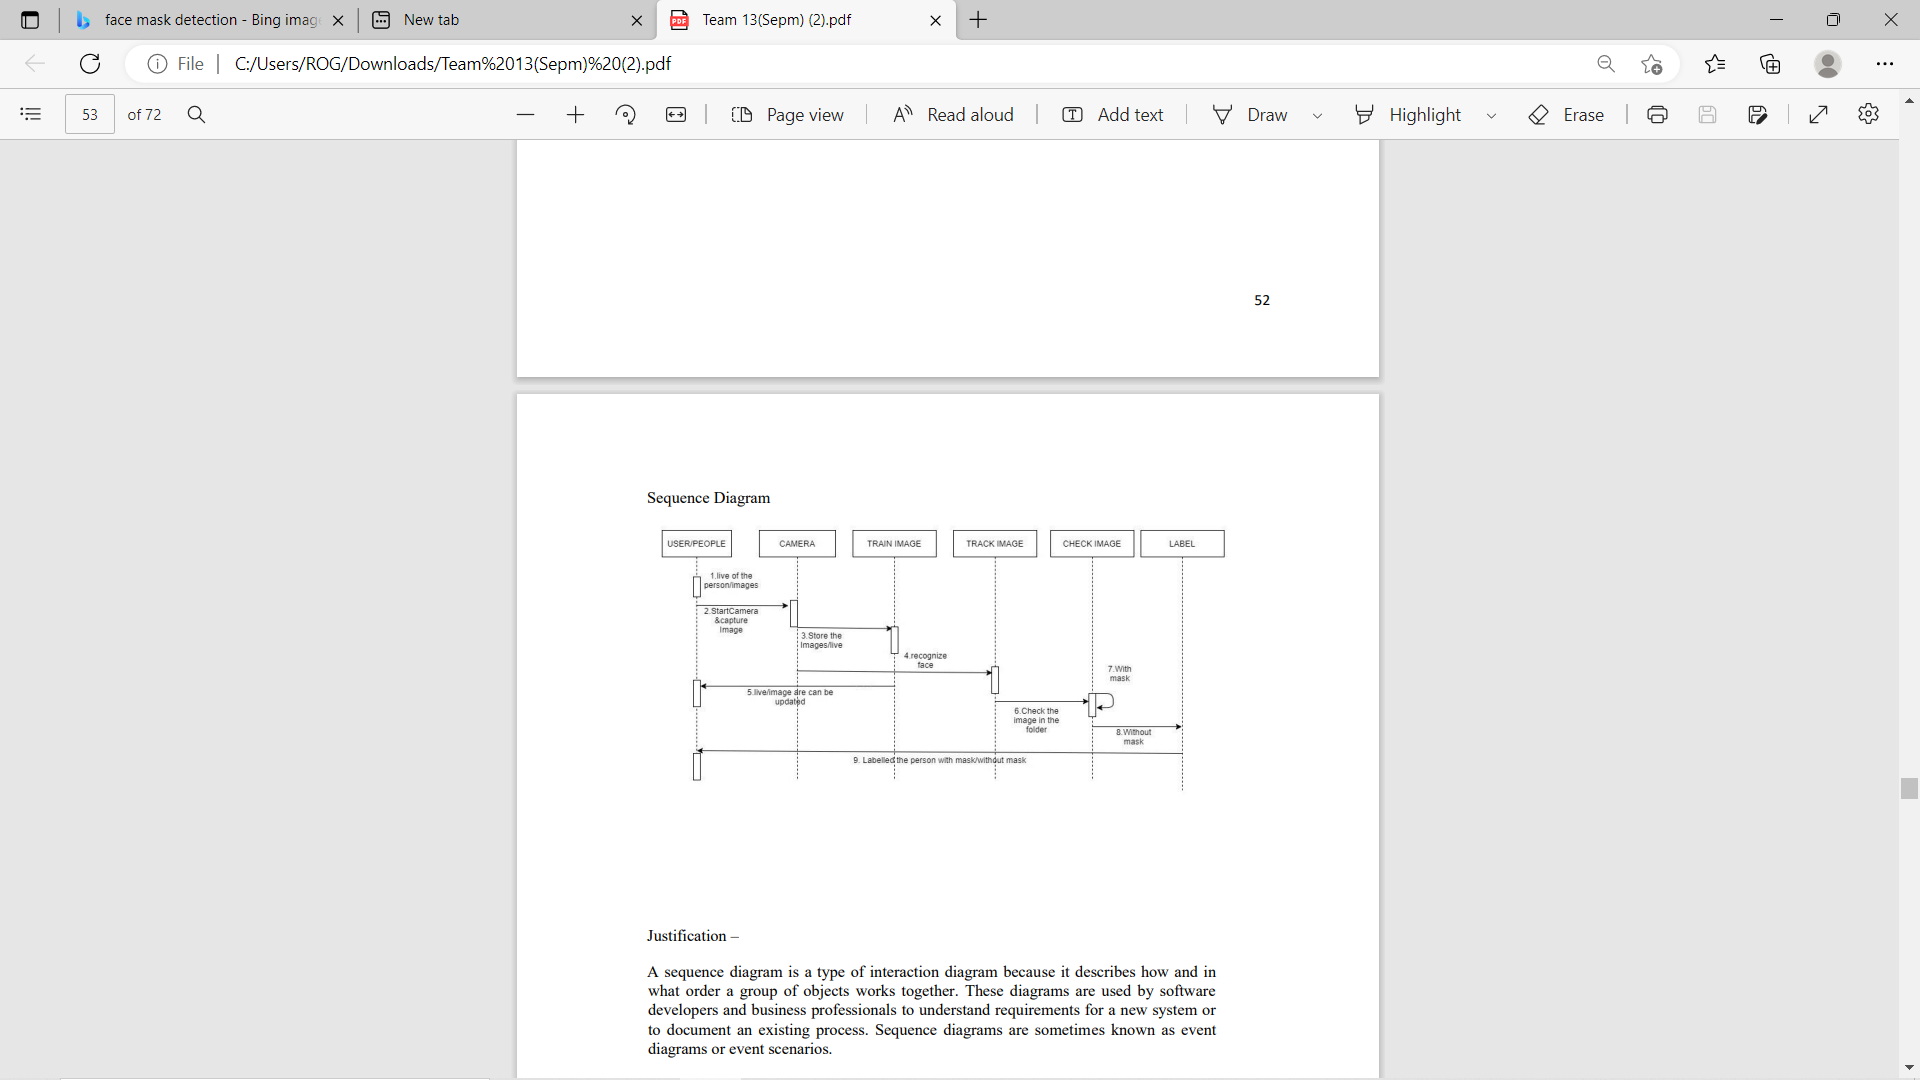 face mask detection - Bing imag
New tab
Team 13(Sepm) (2).pdf
File
C:/Users/ROG/Downloads/Team%2013(Sepm)%20(2).pdf
53 of 72
Page view
Read aloud
Add text
Draw
Highlight
Erase
52
Sequence Diagram
USER/PEOPLE
CAMERA
TRAIN IMAGE
TRACK IMAGE
CHECK IMAGE
LABEL
1.live of the
person/images
2.StartCamera
&capture
Image
3.Store the
Images/live
4.recognize
face
5.live/image are can be
updated
6.Check the
image in the
folder
7.With
mask
8.Without
mask
9. Labelled the person with mask/without mask
Justification –
A sequence diagram is a type of interaction diagram because it describes how and in
what order a group of objects works together. These diagrams are used by software
developers and business professionals to understand requirements for a new system or
to document an existing process. Sequence diagrams are sometimes known as event
diagrams or event scenarios.